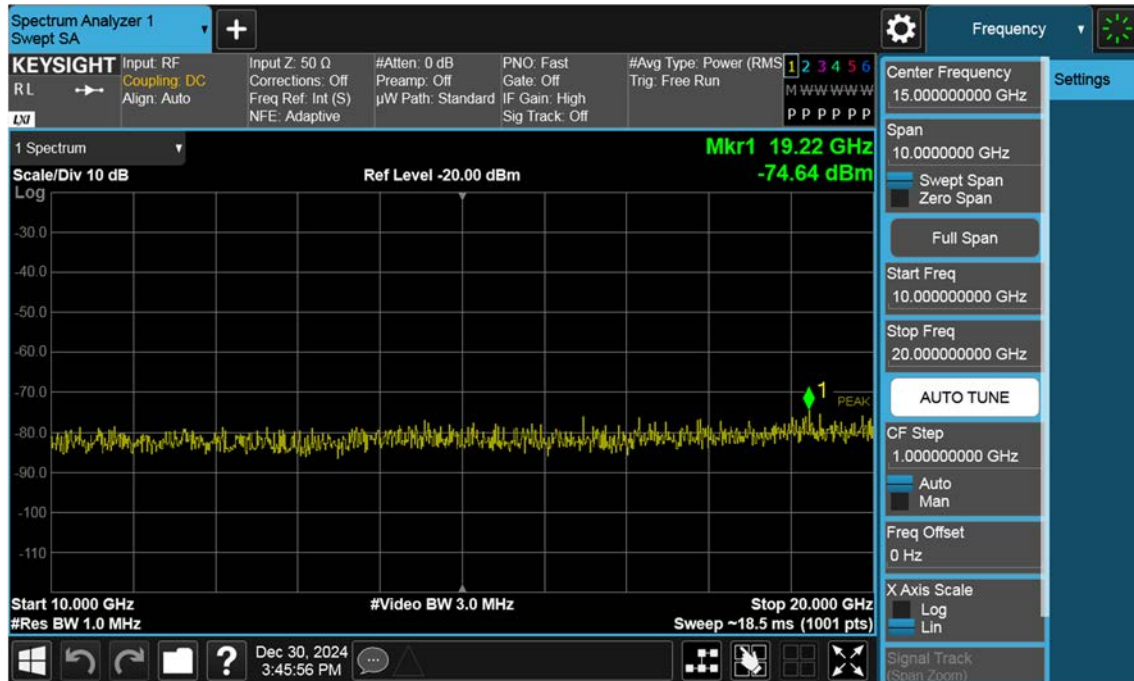 Spectrum Analyzer 1
Swept SA
Frequency
KEYSIGHT
RL
LXI
Input: RF
Coupling: DC
Align: Auto
Input Z: 50 Ω
Corrections: Off
Freq Ref: Int (S)
NFE: Adaptive
#Atten: 0 dB
Preamp: Off
µW Path: Standard
PNO: Fast
Gate: Off
IF Gain: High
Sig Track: Off
#Avg Type: Power (RMS
Trig: Free Run
1 2 3 4 5 6
M W W W W W
P P P P P P
1 Spectrum
Mkr1 19.22 GHz
-74.64 dBm
Scale/Div 10 dB
Ref Level -20.00 dBm
Log
-30.0
-40.0
-50.0
-60.0
-70.0
-80.0
-90.0
-100
-110
1
PEAK
Start 10.000 GHz
#Video BW 3.0 MHz
Stop 20.000 GHz
#Res BW 1.0 MHz
Sweep ~18.5 ms (1001 pts)
Dec 30, 2024
3:45:56 PM
Center Frequency
15.000000000 GHz
Settings
Span
10.0000000 GHz
Swept Span
Zero Span
Full Span
Start Freq
10.000000000 GHz
Stop Freq
20.000000000 GHz
AUTO TUNE
CF Step
1.000000000 GHz
Auto
Man
Freq Offset
0 Hz
X Axis Scale
Log
Lin
Signal Track
(Span Zoom)